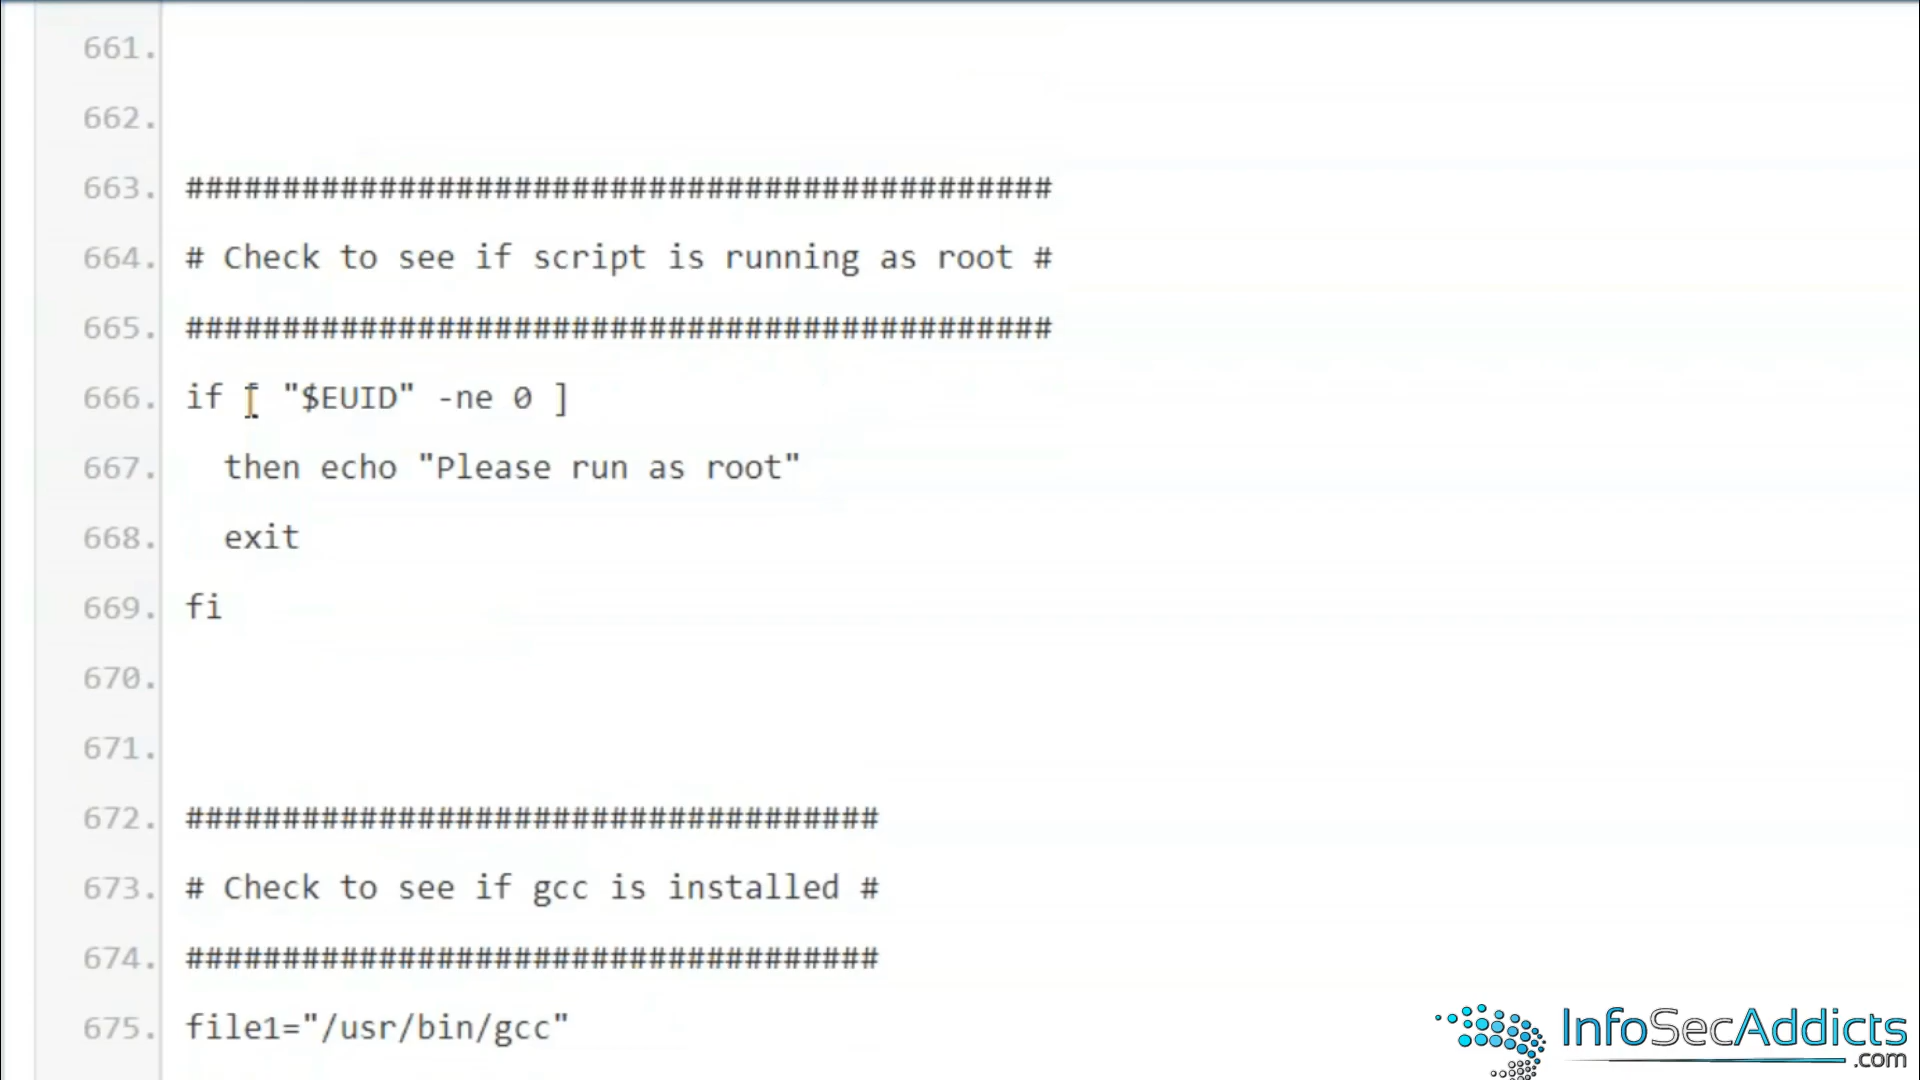 661.
662.
663. #############################################
664. # Check to see if script is running as root #
665. #############################################
666. if [ "$EUID" -ne 0 ]
667.   then echo "Please run as root"
668.   exit
669. fi
670.
671.
672. ####################################
673. # Check to see if gcc is installed #
674. ####################################
675. file1="/usr/bin/gcc"
InfoSecAddicts
.com